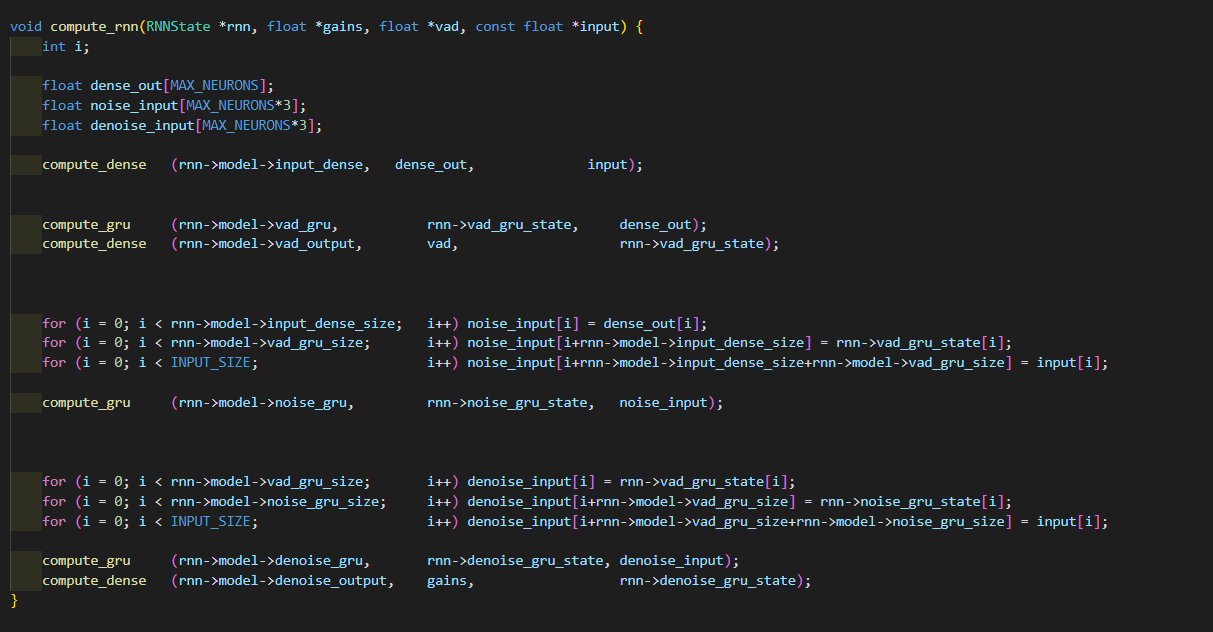 void compute_rnn(RNNState *rnn, float *gains, float *vad, const float *input) {
int i;
float dense_out[MAX_NEURONS];
float noise_input[MAX_NEURONS*3];
float denoise_input[MAX_NEURONS*3];
compute_dense (rnn->model->input_dense, dense_out, input);
compute_gru (rnn->model->vad_gru, rnn->vad_gru_state, dense_out);
compute_dense (rnn->model->vad_output, vad, rnn->vad_gru_state);
for (i = 0; i < rnn->model->input_dense_size; i++) noise_input[i] = dense_out[i];
for (i = 0; i < rnn->model->vad_gru_size; i++) noise_input[i+rnn->model->input_dense_size] = rnn->vad_gru_state[i];
for (i = 0; i < INPUT_SIZE; i++) noise_input[i+rnn->model->input_dense_size+rnn->model->vad_gru_size] = input[i];
compute_gru (rnn->model->noise_gru, rnn->noise_gru_state, noise_input);
for (i = 0; i < rnn->model->vad_gru_size; i++) denoise_input[i] = rnn->vad_gru_state[i];
for (i = 0; i < rnn->model->noise_gru_size; i++) denoise_input[i+rnn->model->vad_gru_size] = rnn->noise_gru_state[i];
for (i = 0; i < INPUT_SIZE; i++) denoise_input[i+rnn->model->vad_gru_size+rnn->model->noise_gru_size] = input[i];
compute_gru (rnn->model->denoise_gru, rnn->denoise_gru_state, denoise_input);
compute_dense (rnn->model->denoise_output, gains, rnn->denoise_gru_state);
}